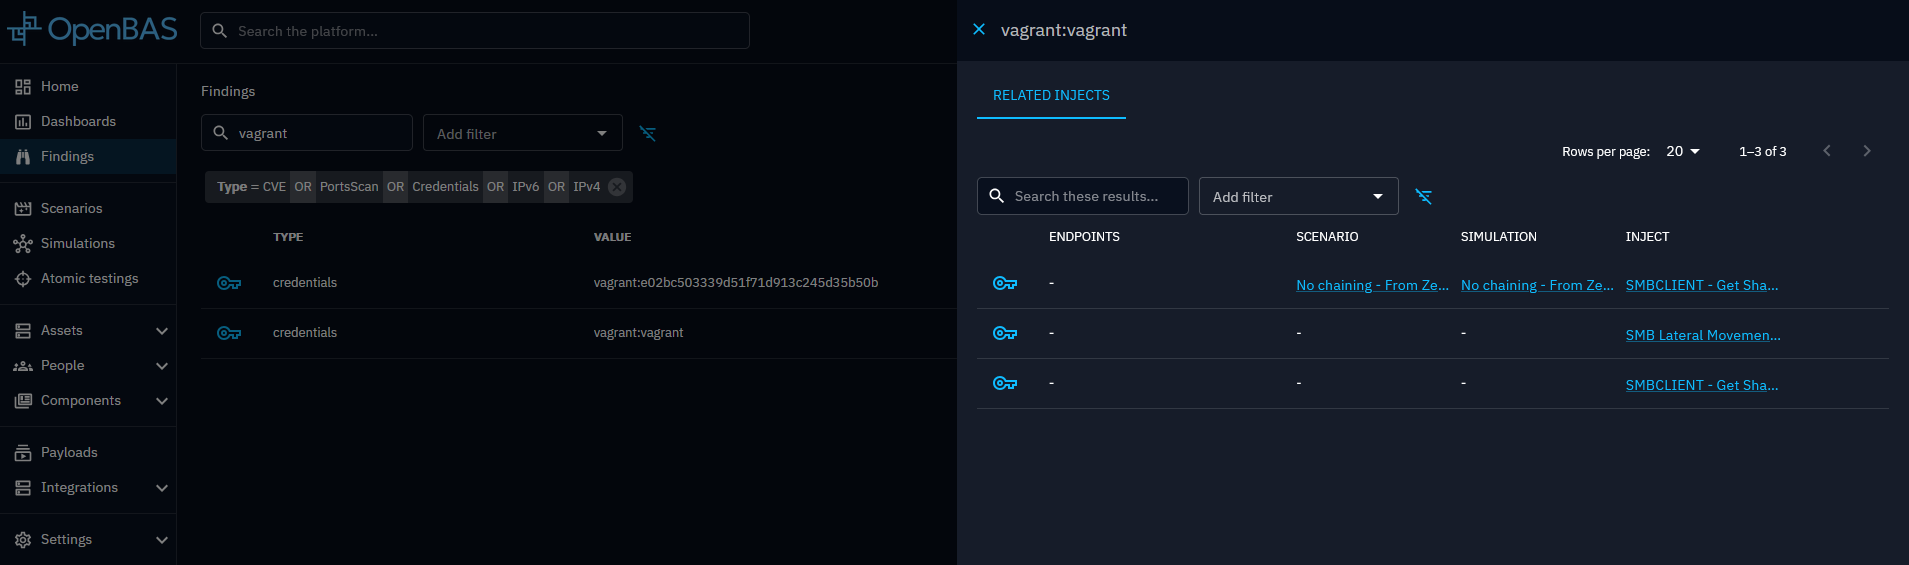 OpenBAS
Search the platform...
Home
Dashboards
Findings
Scenarios
Simulations
Atomic testings
Assets
People
Components
Payloads
Integrations
Settings
Findings
vagrant
Add filter
Type = CVE OR PortsScan OR Credentials OR IPv6 OR IPv4
TYPE VALUE
credentials vagrant:e02bc503339d51f71d913c245d35b50b
credentials vagrant:vagrant
vagrant:vagrant
RELATED INJECTS
Rows per page: 20 1–3 of 3
Search these results...
Add filter
ENDPOINTS SCENARIO SIMULATION INJECT
- No chaining - From Ze... No chaining - From Ze... SMBCLIENT - Get Sha...
- - - SMB Lateral Movemen...
- - - SMBCLIENT - Get Sha...